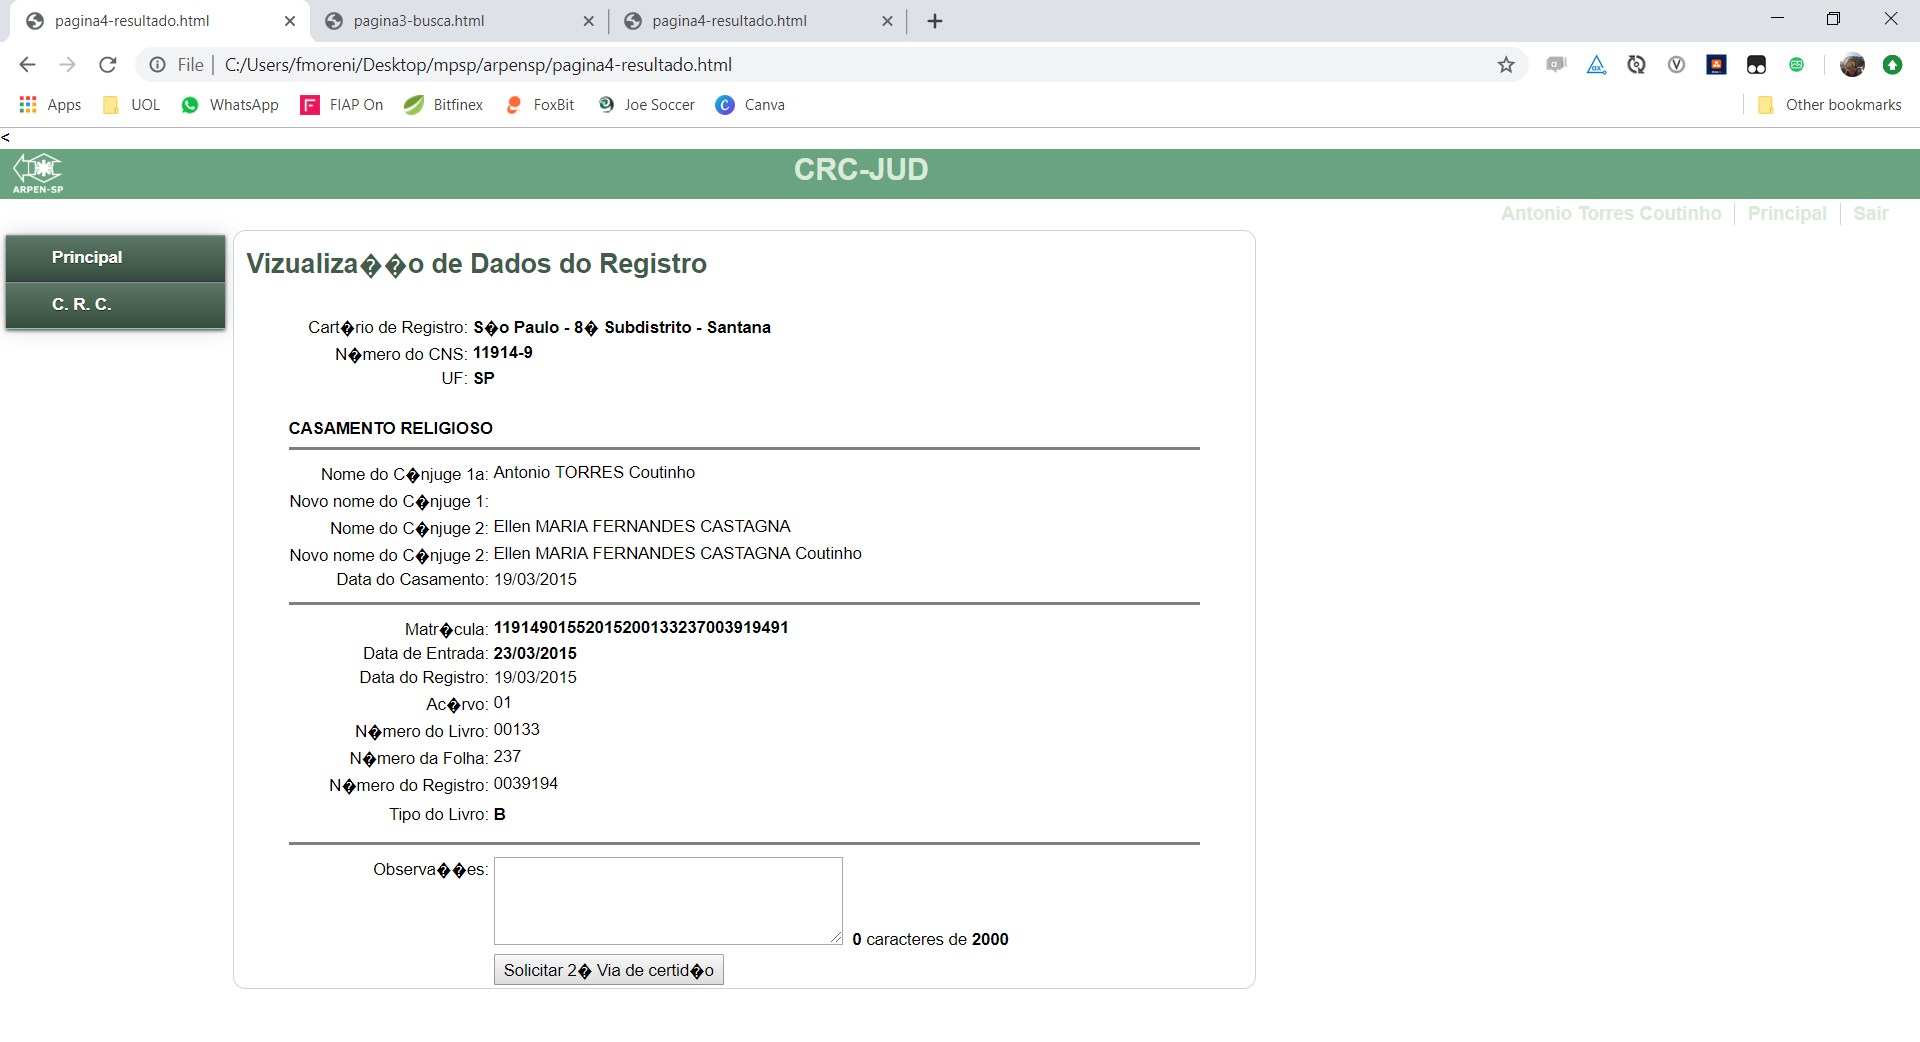 pagina4-resultado.html
pagina3-busca.html
pagina4-resultado.html
File | C:/Users/fmoreni/Desktop/mpsp/arpensp/pagina4-resultado.html
Apps UOL WhatsApp FIAP On Bitfinex FoxBit Joe Soccer Canva Other bookmarks
<
ARPEN-SP
CRC-JUD
Antonio Torres Coutinho Principal Sair
Principal
C. R. C.
Vizualiza��o de Dados do Registro
Cart�rio de Registro: S�o Paulo - 8� Subdistrito - Santana
N�mero do CNS: 11914-9
UF: SP
CASAMENTO RELIGIOSO
Nome do C�njuge 1a: Antonio TORRES Coutinho
Novo nome do C�njuge 1:
Nome do C�njuge 2: Ellen MARIA FERNANDES CASTAGNA
Novo nome do C�njuge 2: Ellen MARIA FERNANDES CASTAGNA Coutinho
Data do Casamento: 19/03/2015
Matr�cula: 11914901552015200133237003919491
Data de Entrada: 23/03/2015
Data do Registro: 19/03/2015
Ac�rvo: 01
N�mero do Livro: 00133
N�mero da Folha: 237
N�mero do Registro: 0039194
Tipo do Livro: B
Observa��es:
0 caracteres de 2000
Solicitar 2� Via de certid�o